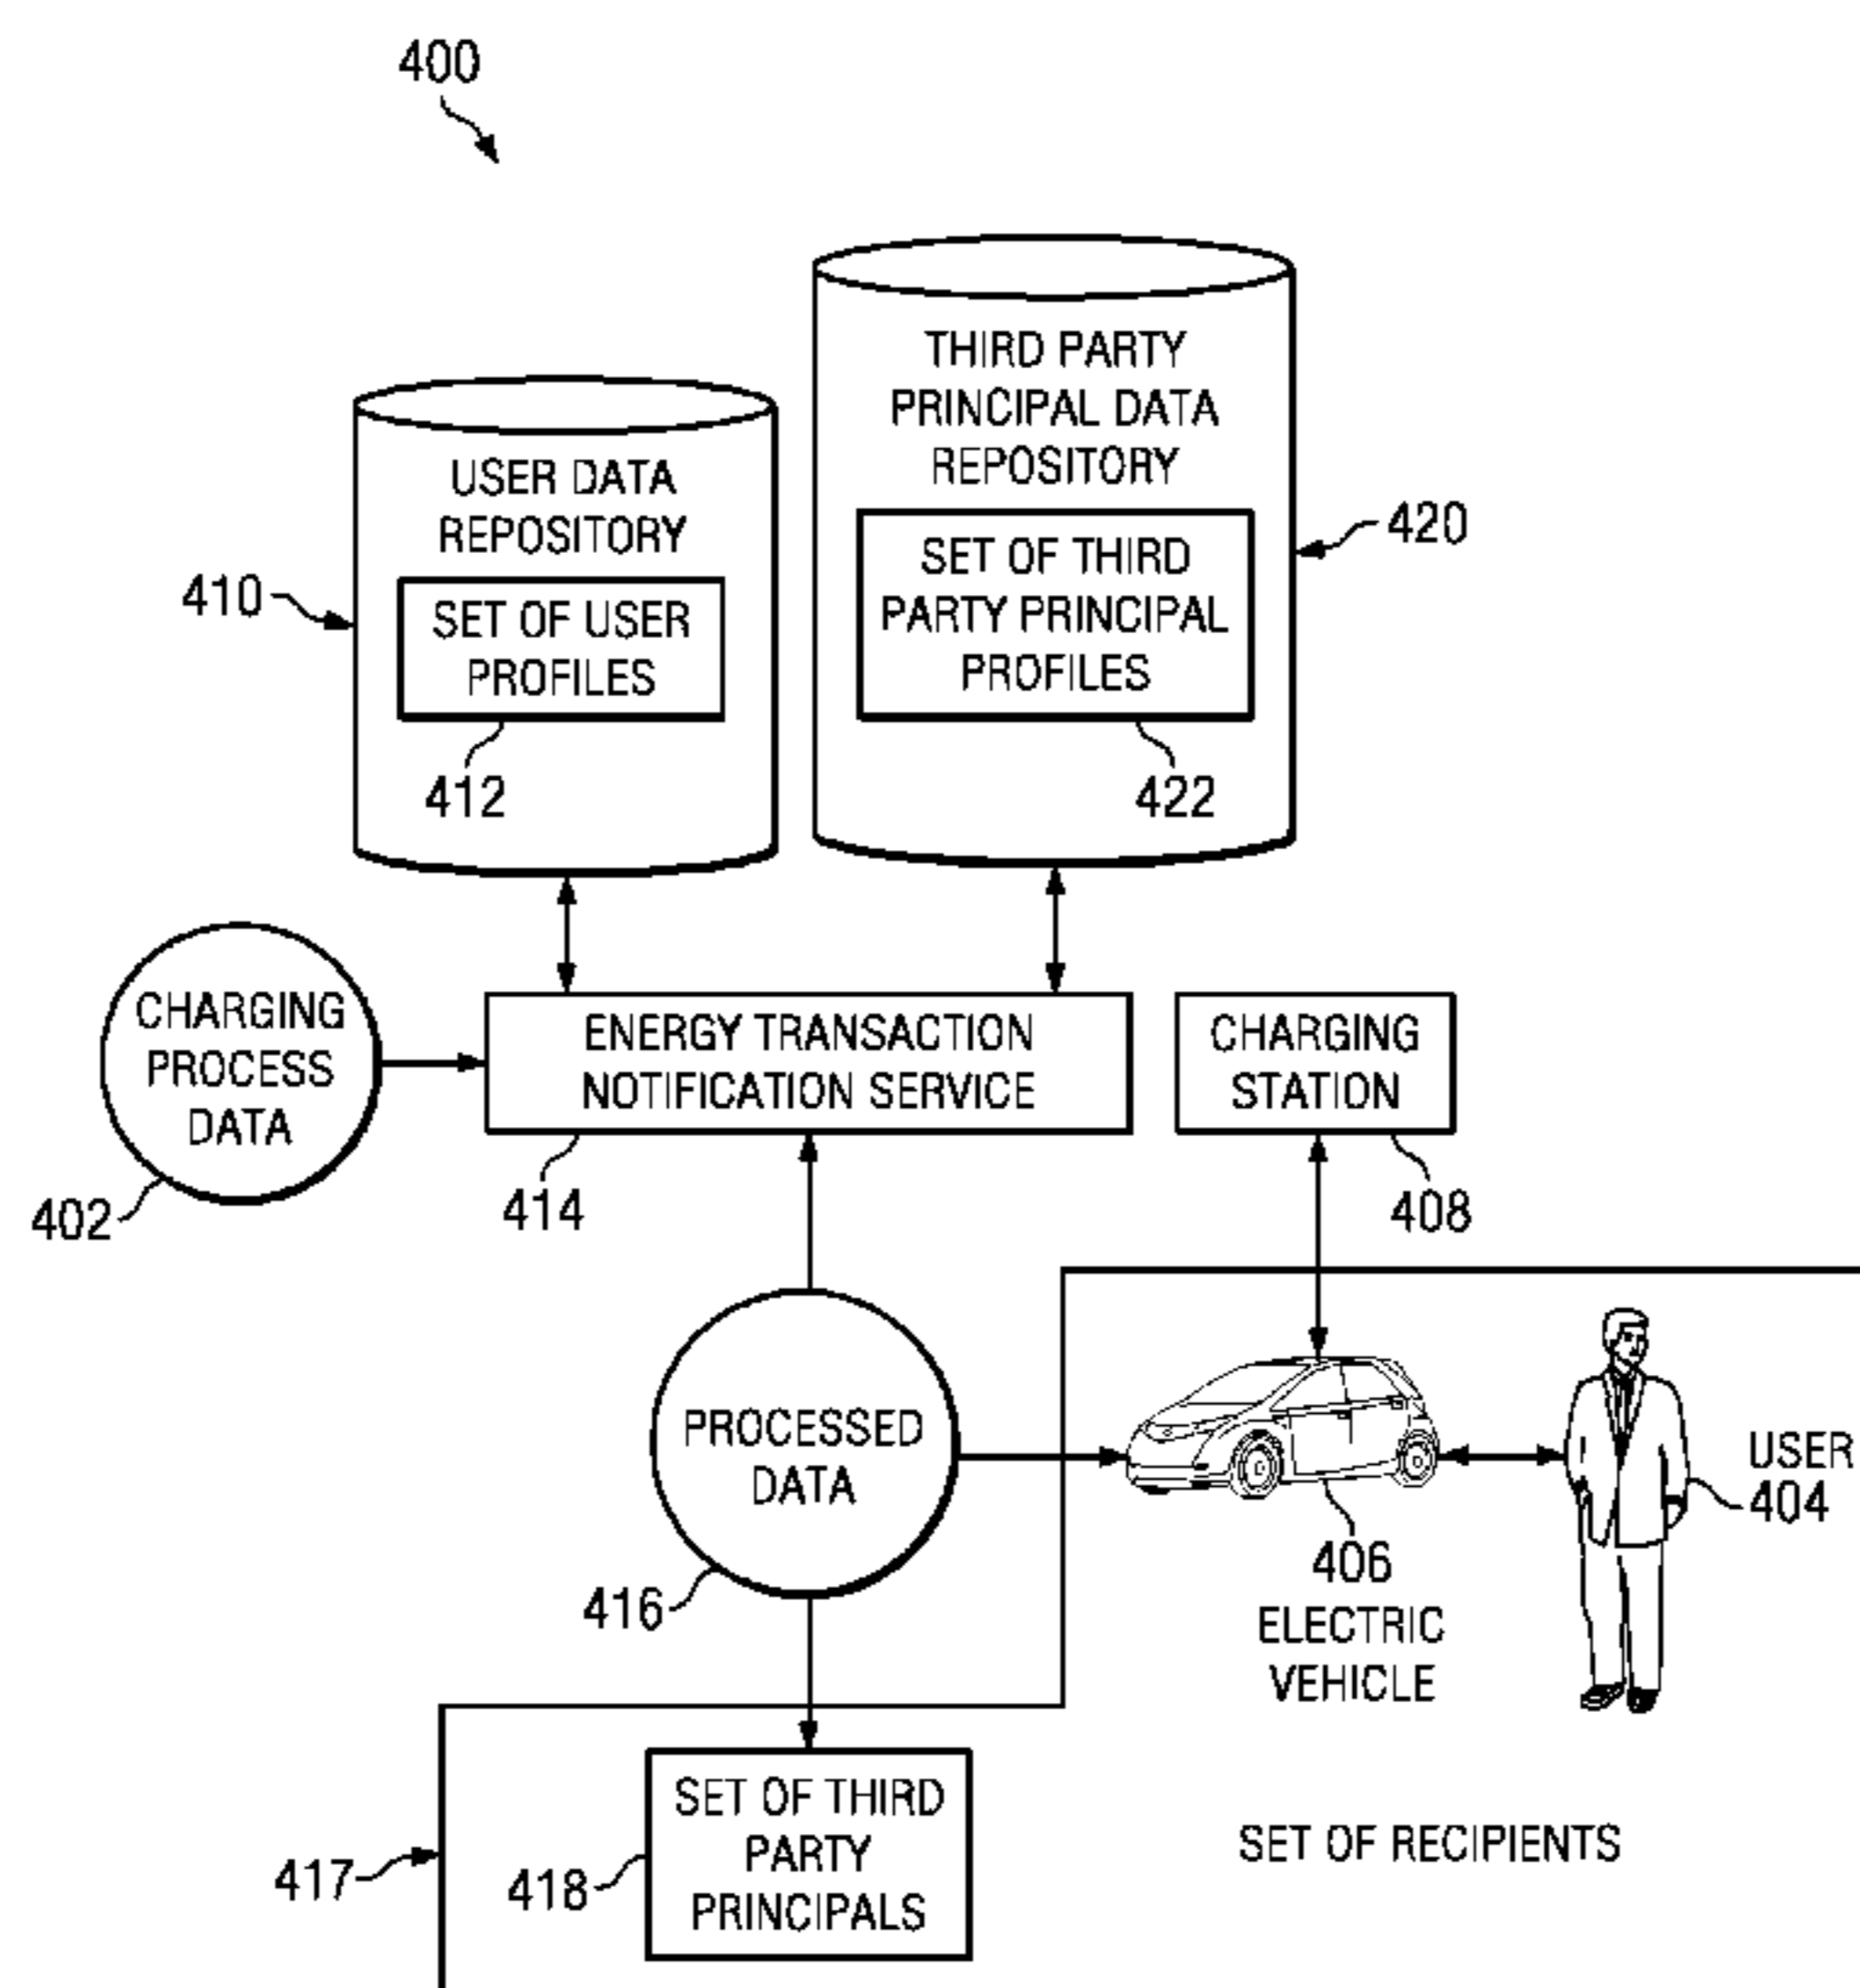 400
THIRD PARTY
PRINCIPAL DATA
REPOSITORY
SET OF THIRD
PARTY PRINCIPAL
PROFILES
422
420
USER DATA
REPOSITORY
SET OF USER
PROFILES
412
410
CHARGING
PROCESS
DATA
402
ENERGY TRANSACTION
NOTIFICATION SERVICE
414
CHARGING
STATION
408
PROCESSED
DATA
416
406
ELECTRIC
VEHICLE
USER
404
417
418
SET OF THIRD
PARTY
PRINCIPALS
SET OF RECIPIENTS